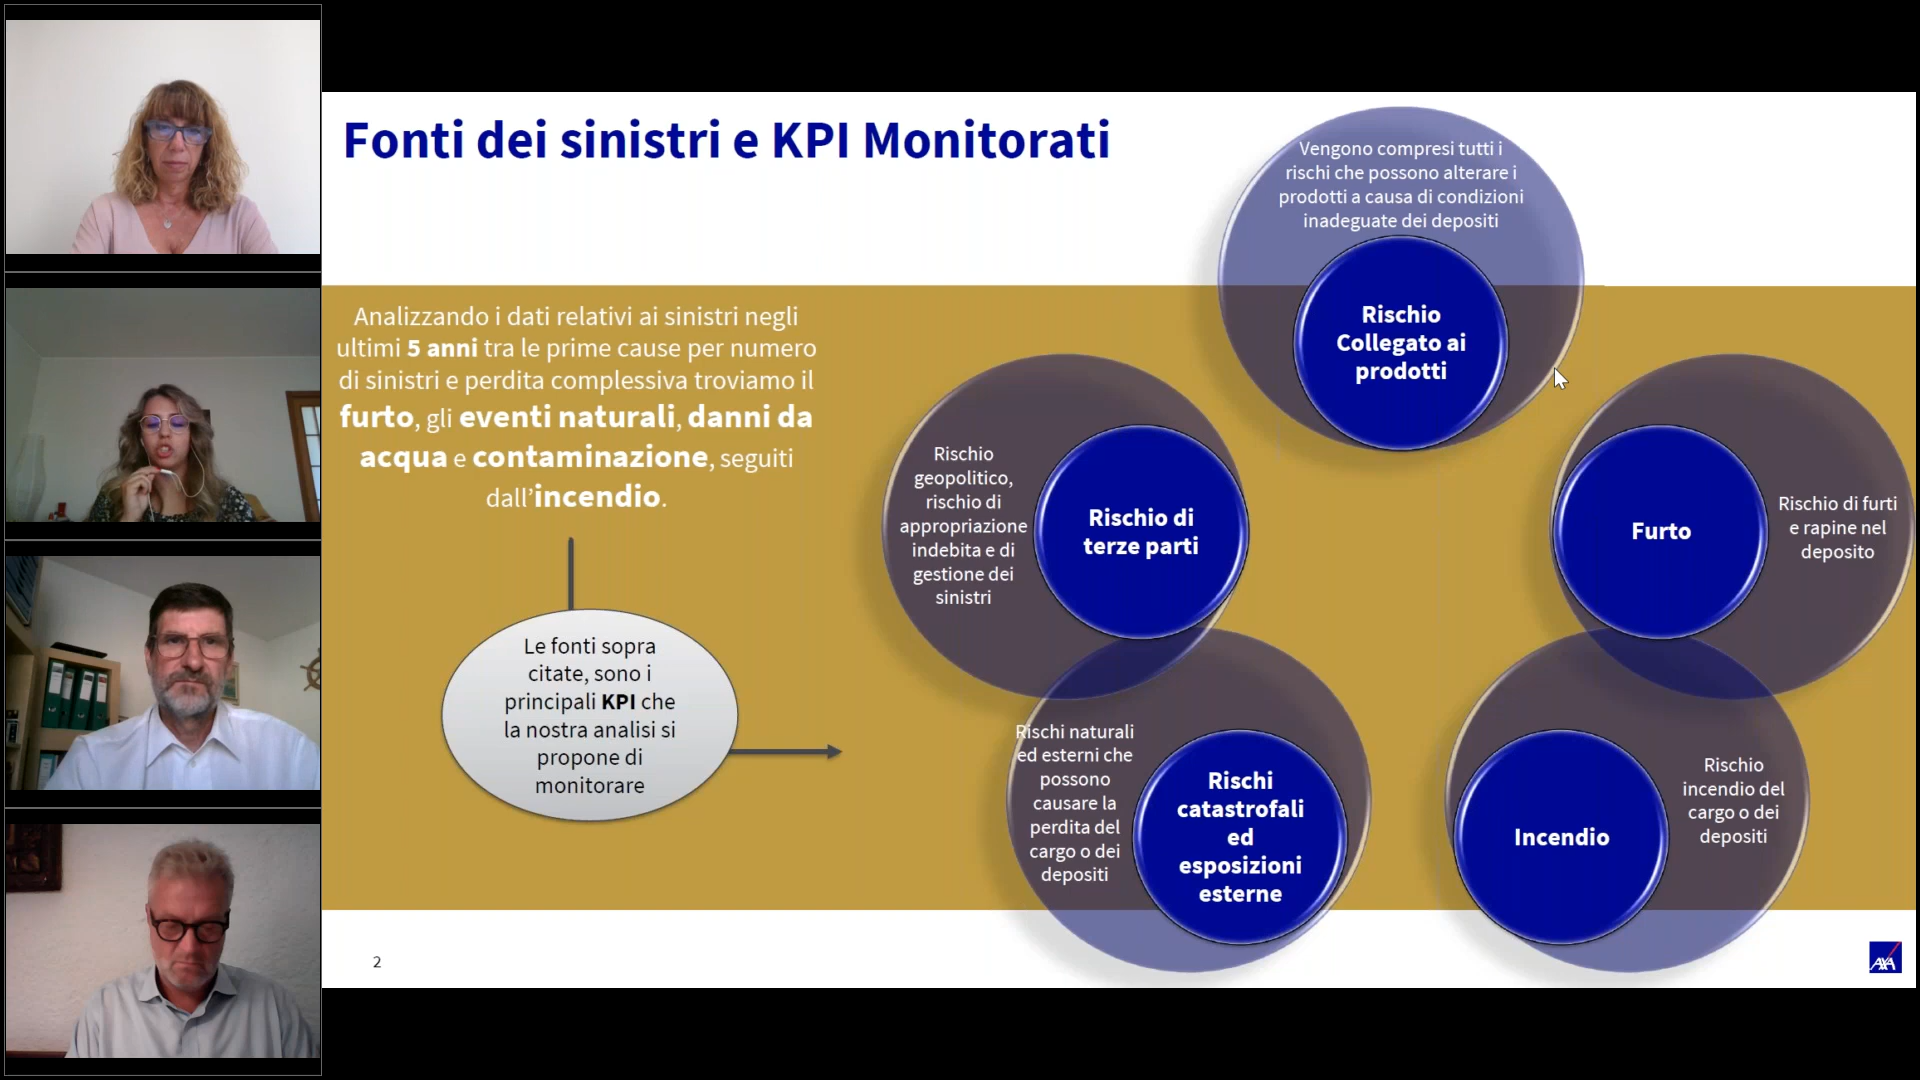 Fonti dei sinistri e KPI Monitorati
Analizzando i dati relativi ai sinistri negli
ultimi 5 anni tra le prime cause per numero
di sinistri e perdita complessiva troviamo il
furto, gli eventi naturali, danni da
acqua e contaminazione, seguiti
dall'incendio.
Le fonti sopra
citate, sono i
principali KPI che
la nostra analisi si
propone di
monitorare
Vengono compresi tutti i
rischi che possono alterare i
prodotti a causa di condizioni
inadeguate dei depositi
Rischio
Collegato ai
prodotti
Rischio
geopolitico,
rischio di
appropriazione
indebita e di
gestione dei
sinistri
Rischio di
terze parti
Furto
Rischio di furti
e rapine nel
deposito
Rischi naturali
ed esterni che
possono
causare la
perdita del
cargo o dei
depositi
Rischi
catastrofali
ed
esposizioni
esterne
Incendio
Rischio
incendio del
cargo o dei
depositi
2
AXA